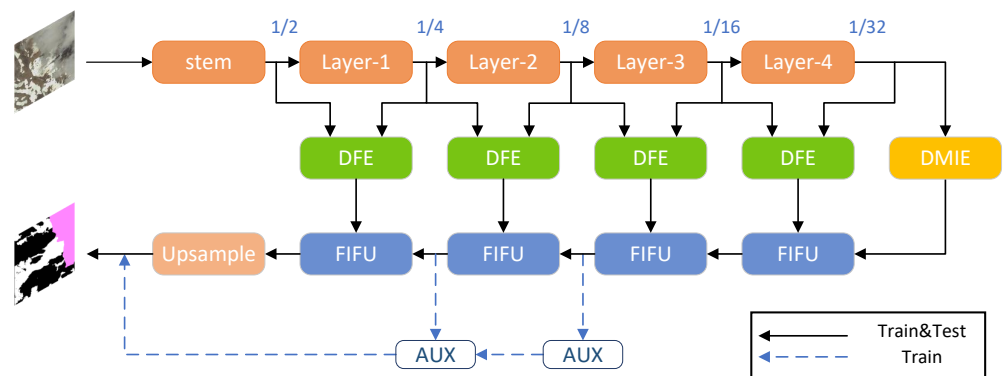 1/2 1/4 1/8 1/16 1/32
stem Layer-1 Layer-2 Layer-3 Layer-4
DFE DFE DFE DFE DMIE
Upsample FIFU FIFU FIFU FIFU
AUX AUX
Train&Test
Train